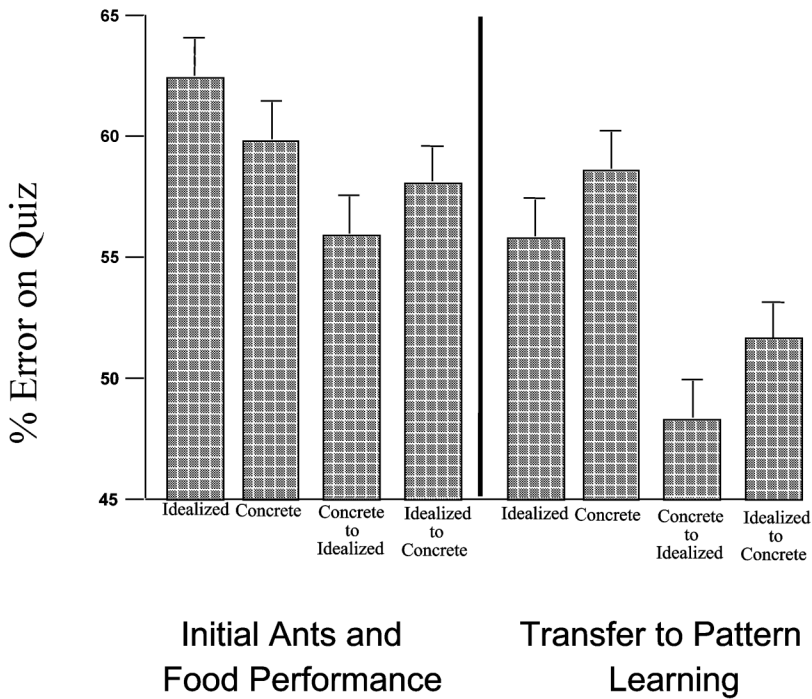 % Error on Quiz
65
60
55
50
45
Idealized
Concrete
Concrete
to
Idealized
Idealized
to
Concrete
Idealized
Concrete
Concrete
to
Idealized
Idealized
to
Concrete
Initial Ants and
Food Performance
Transfer to Pattern
Learning